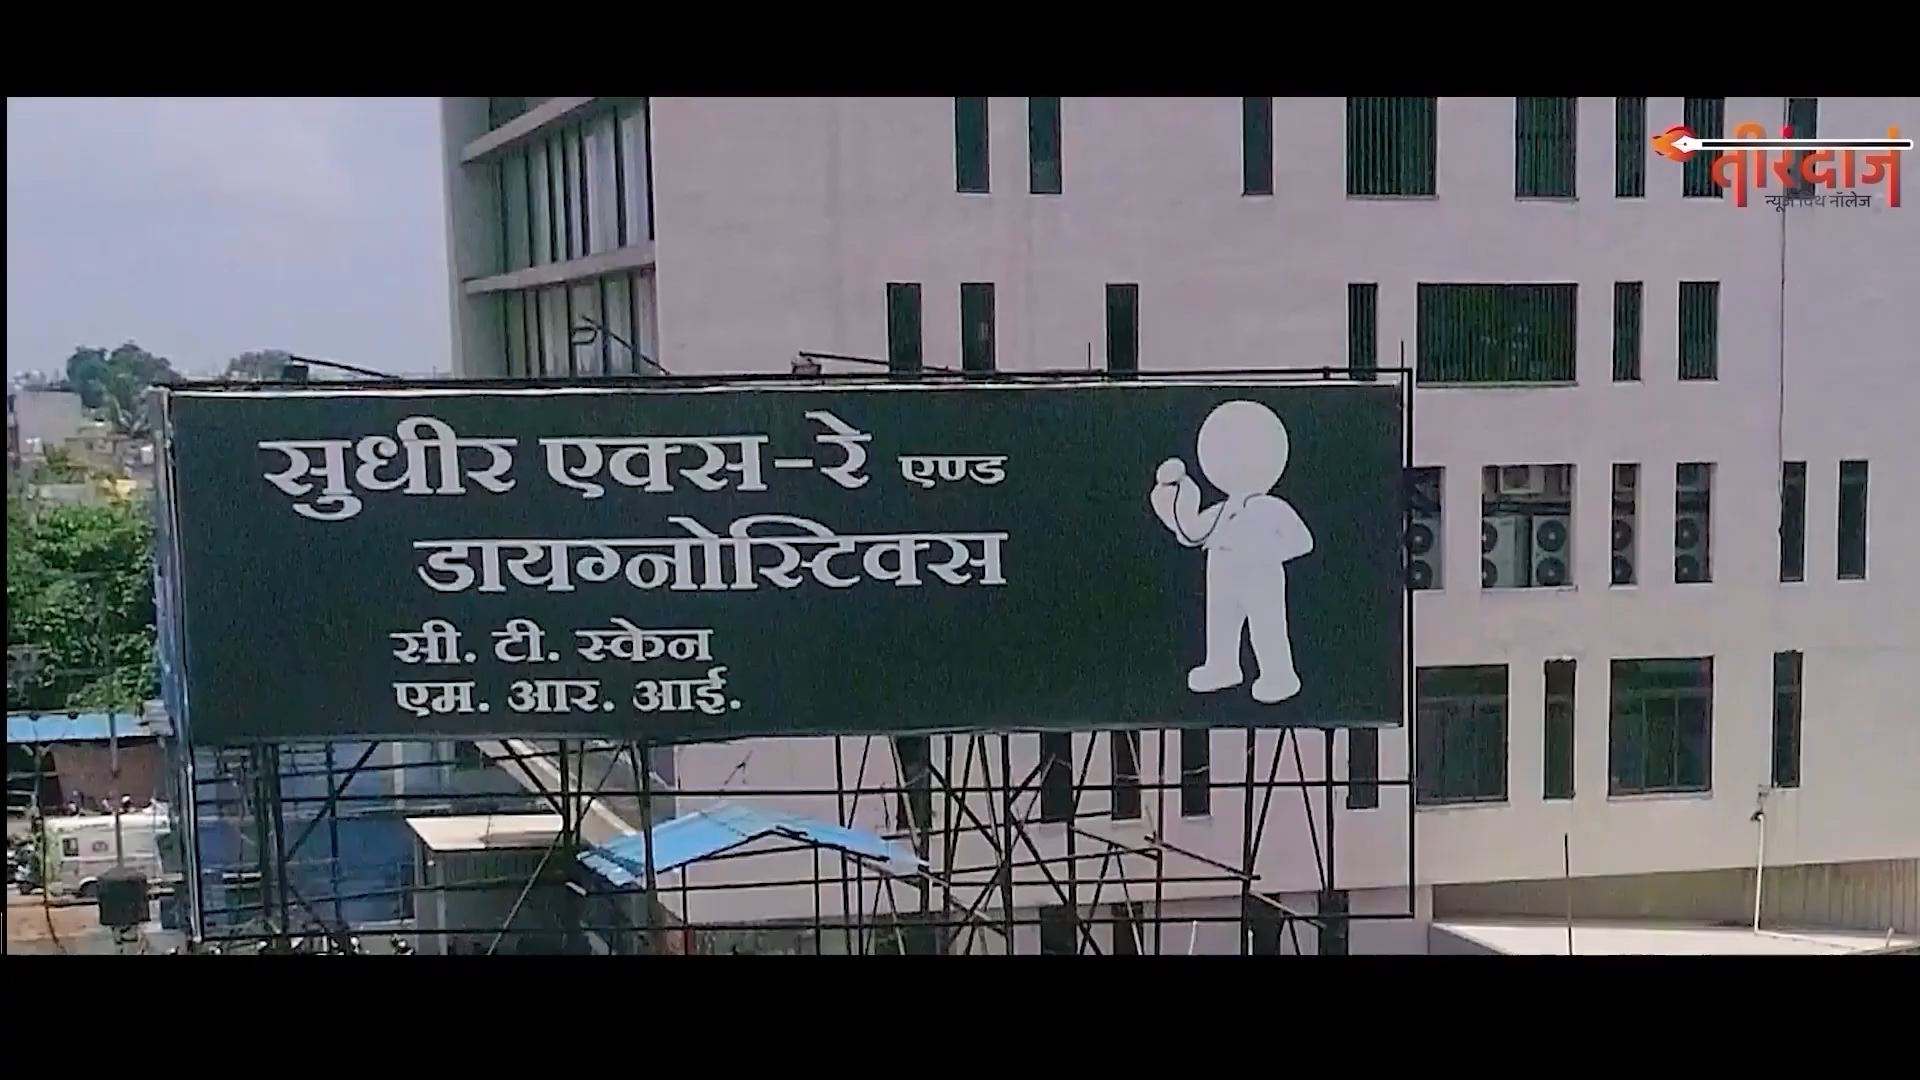 तीरंदाज
न्यूज विथ नॉलेज
सुधीर एक्स-रे एण्ड
डायग्नोस्टिक्स
सी. टी. स्केन
एम. आर. आई.